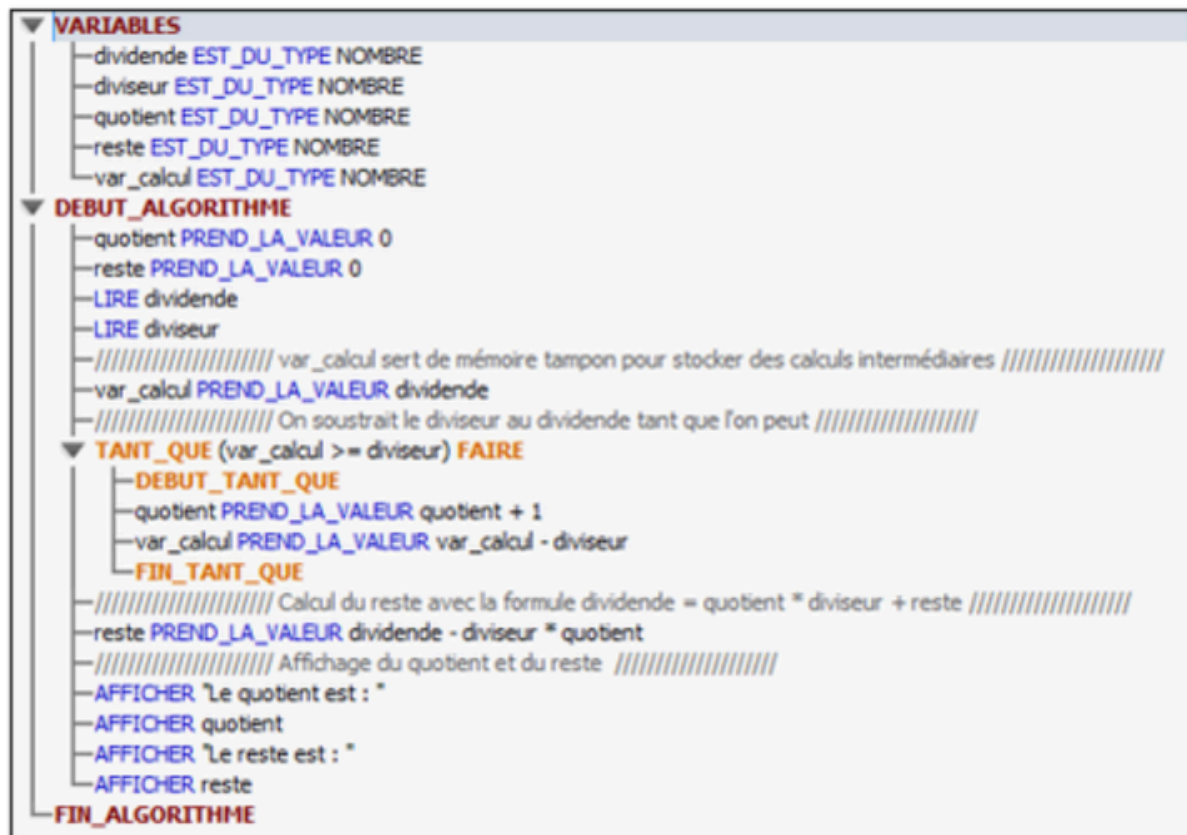 VARIABLES
dividende EST_DU_TYPE NOMBRE
diviseur EST_DU_TYPE NOMBRE
quotient EST_DU_TYPE NOMBRE
reste EST_DU_TYPE NOMBRE
var_calcul EST_DU_TYPE NOMBRE
DEBUT_ALGORITHME
quotient PREND_LA_VALEUR 0
reste PREND_LA_VALEUR 0
LIRE dividende
LIRE diviseur
////////////////////// var_calcul sert de mémoire tampon pour stocker des calculs intermédiaires ////////////////////
var_calcul PREND_LA_VALEUR dividende
////////////////////// On soustrait le diviseur au dividende tant que l'on peut ////////////////////
TANT_QUE (var_calcul >= diviseur) FAIRE
DEBUT_TANT_QUE
quotient PREND_LA_VALEUR quotient + 1
var_calcul PREND_LA_VALEUR var_calcul - diviseur
FIN_TANT_QUE
////////////////////// Calcul du reste avec la formule dividende = quotient * diviseur + reste ////////////////////
reste PREND_LA_VALEUR dividende - diviseur * quotient
////////////////////// Affichage du quotient et du reste ////////////////////
AFFICHER "Le quotient est : "
AFFICHER quotient
AFFICHER "Le reste est : "
AFFICHER reste
FIN_ALGORITHME